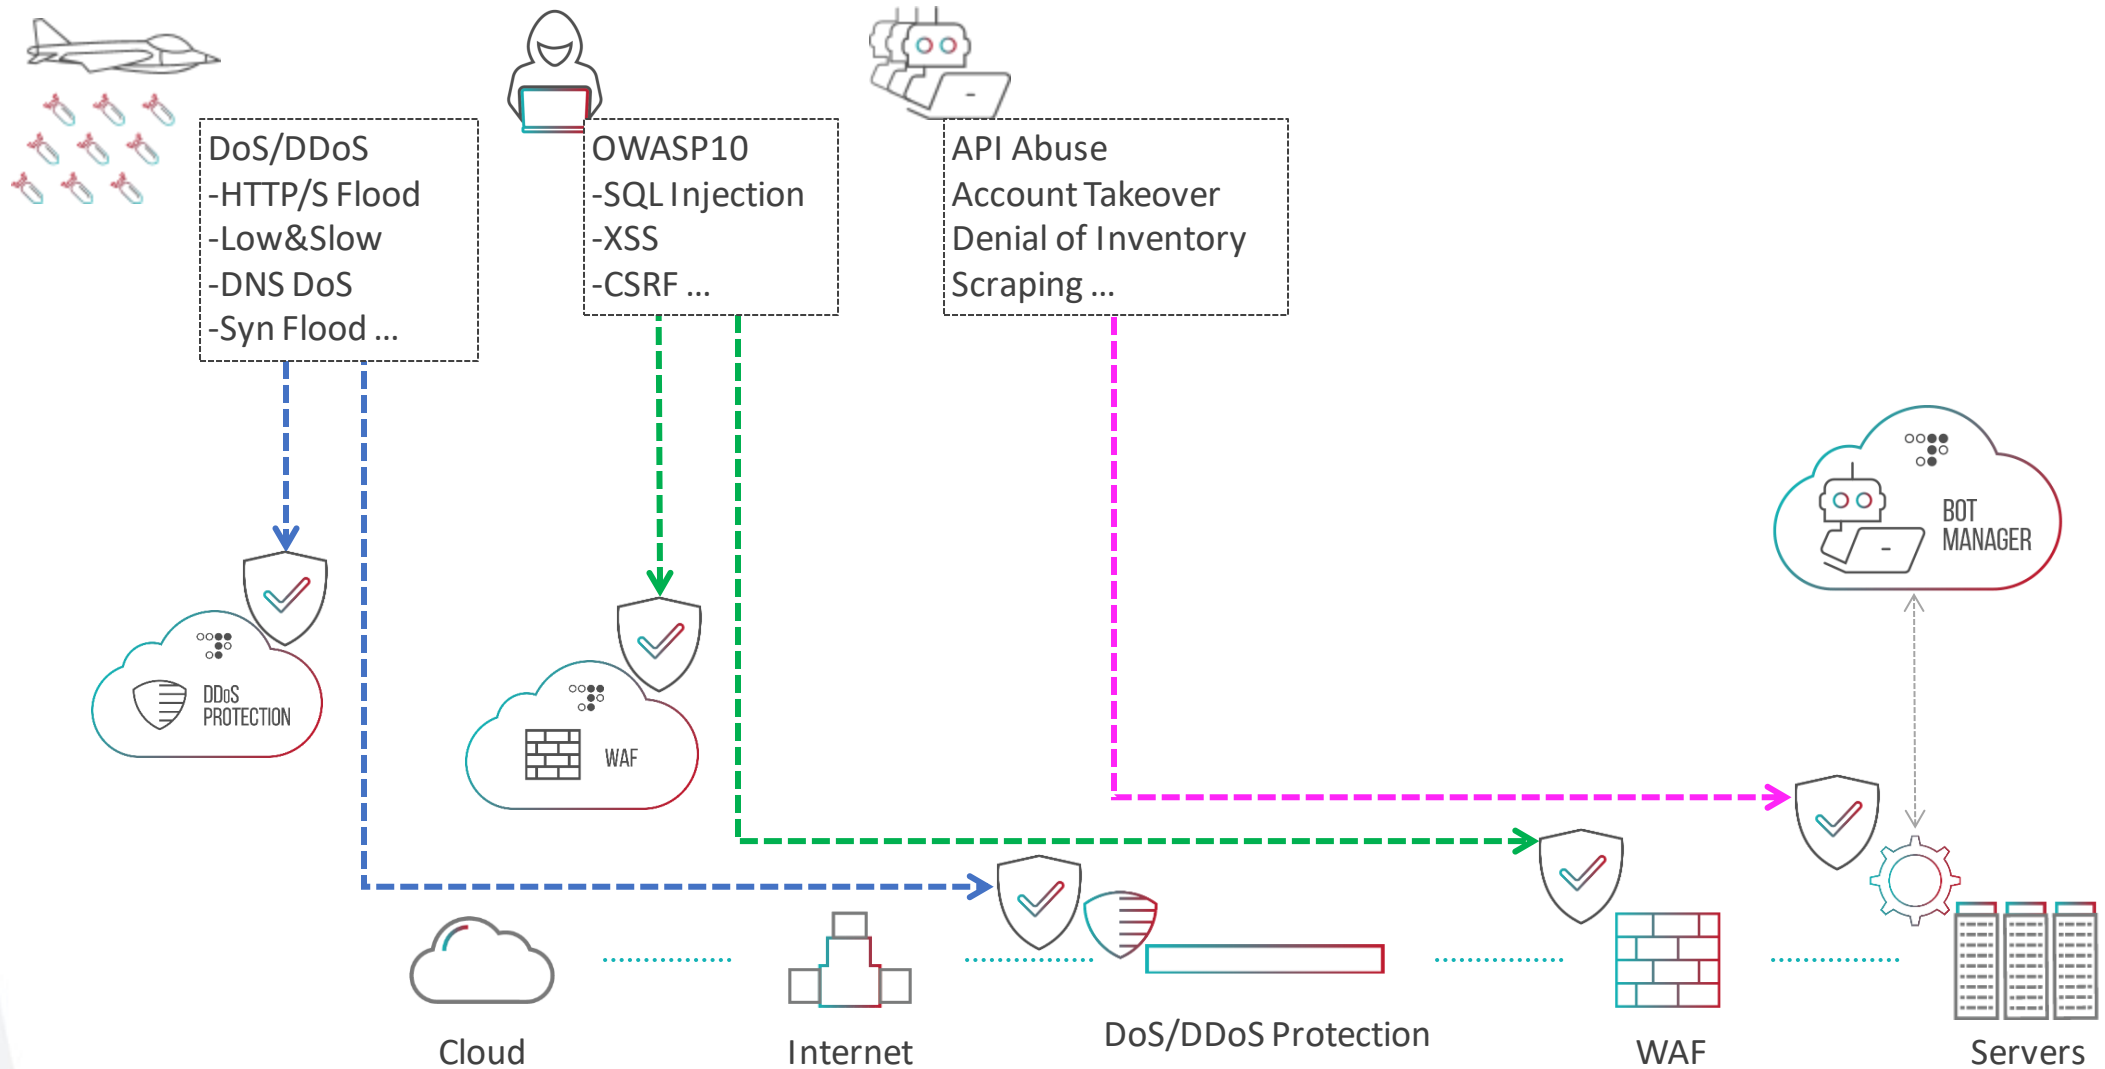 DoS/DDoS
-HTTP/S Flood
-Low&Slow
-DNS DoS
-Syn Flood ...
OWASP10
-SQL Injection
-XSS
-CSRF ...
API Abuse
Account Takeover
Denial of Inventory
Scraping ...
BOT
MANAGER
DDoS
PROTECTION
WAF
Cloud
Internet
DoS/DDoS Protection
WAF
Servers